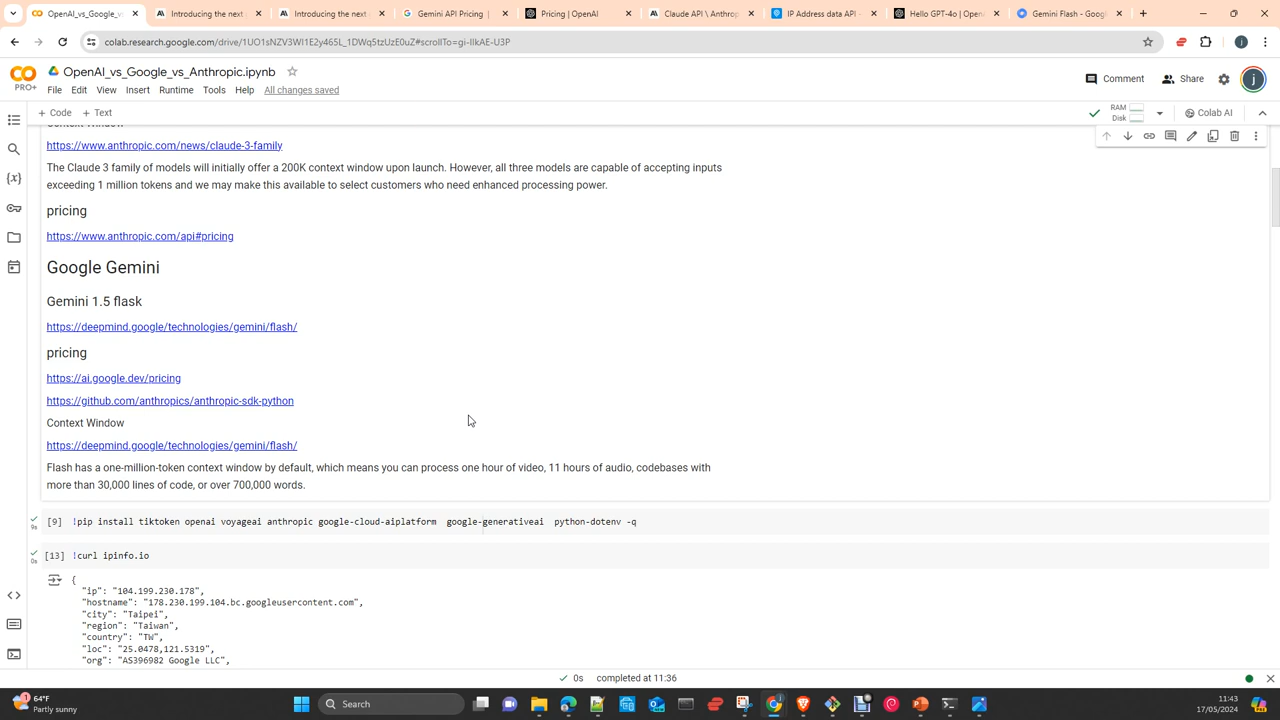 OpenAI_vs_Google_
Introducing the next
Introducing the next
Gemini API Pricing
Pricing | OpenAI
Claude API \ Anthrop
IP Address data API -
Hello GPT-4o | OpenA
Gemini Flash - Goog
colab.research.google.com/drive/1UO1sNZV3WI1E2y465L_1DWq5tzUzE0uZ#scrollTo=gi-IlkAE-U3P
OpenAI_vs_Google_vs_Anthropic.ipynb
PRO+
File Edit View Insert Runtime Tools Help All changes saved
Comment Share
j
+ Code + Text
RAM
Disk
Colab AI
Context Window
https://www.anthropic.com/news/claude-3-family
The Claude 3 family of models will initially offer a 200K context window upon launch. However, all three models are capable of accepting inputs
exceeding 1 million tokens and we may make this available to select customers who need enhanced processing power.
pricing
https://www.anthropic.com/api#pricing
Google Gemini
Gemini 1.5 flask
https://deepmind.google/technologies/gemini/flash/
pricing
https://ai.google.dev/pricing
https://github.com/anthropics/anthropic-sdk-python
Context Window
https://deepmind.google/technologies/gemini/flash/
Flash has a one-million-token context window by default, which means you can process one hour of video, 11 hours of audio, codebases with
more than 30,000 lines of code, or over 700,000 words.
9s
[9] !pip install tiktoken openai voyageai anthropic google-cloud-aiplatform google-generativeai python-dotenv -q
0s
[13] !curl ipinfo.io
{
"ip": "104.199.230.178",
"hostname": "178.230.199.104.bc.googleusercontent.com",
"city": "Taipei",
"region": "Taiwan",
"country": "TW",
"loc": "25.0478,121.5319",
"org": "AS396982 Google LLC",
0s completed at 11:36
64°F
Partly sunny
Search
11:43
17/05/2024